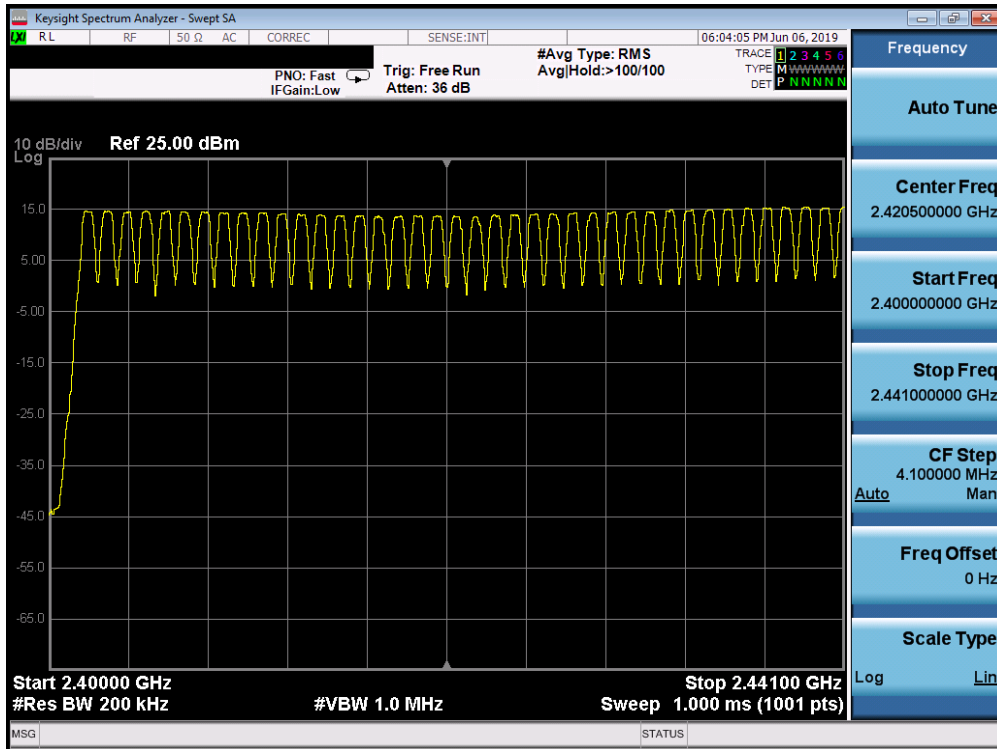 Keysight Spectrum Analyzer - Swept SA
LXI RL RF 50 Ω AC CORREC SENSE:INT 06:04:05 PM Jun 06, 2019
PNO: Fast
IFGain:Low
Trig: Free Run
Atten: 36 dB
#Avg Type: RMS
Avg|Hold:>100/100
TRACE 1 2 3 4 5 6
TYPE M W W W W W
DET P N N N N N
10 dB/div Ref 25.00 dBm
Log
15.0
5.00
-5.00
-15.0
-25.0
-35.0
-45.0
-55.0
-65.0
Start 2.40000 GHz Stop 2.44100 GHz
#Res BW 200 kHz #VBW 1.0 MHz Sweep 1.000 ms (1001 pts)
MSG STATUS
Frequency
Auto Tune
Center Freq
2.420500000 GHz
Start Freq
2.400000000 GHz
Stop Freq
2.441000000 GHz
CF Step
4.100000 MHz
Auto Man
Freq Offset
0 Hz
Scale Type
Log Lin